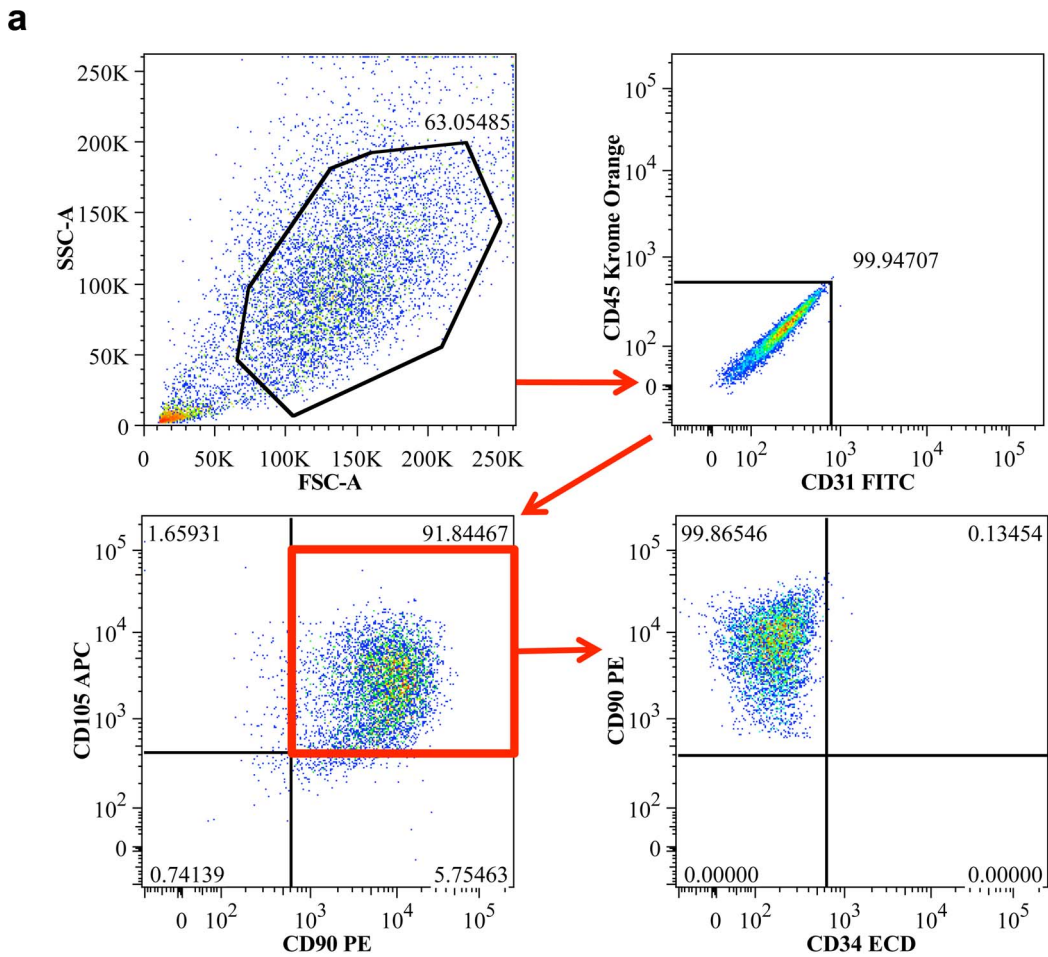 a
250K
200K
150K
100K
50K
0
SSC-A
63.05485
0 50K 100K 150K 200K 250K
FSC-A
10^5
10^4
10^3
10^2
0
CD45 Krome Orange
99.94707
0 10^2 10^3 10^4 10^5
CD31 FITC
1.65931 91.84467
10^5
10^4
10^3
10^2
0
CD105 APC
0.74139 5.75463
0 10^2 10^3 10^4 10^5
CD90 PE
99.86546 0.13454
10^5
10^4
10^3
10^2
0
CD90 PE
0.00000 0.00000
0 10^2 10^3 10^4 10^5
CD34 ECD